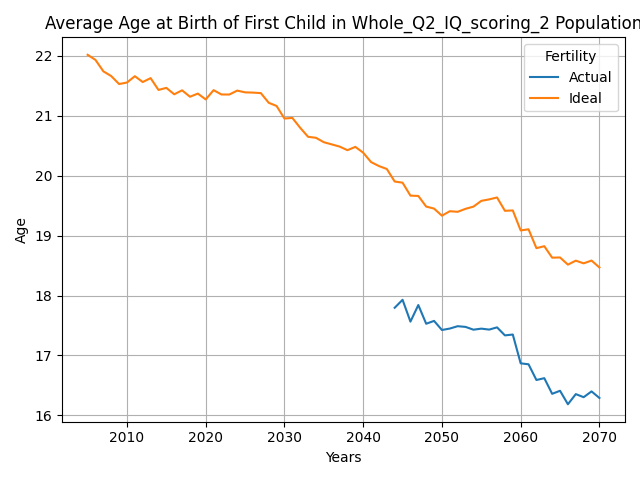 Average Age at Birth of First Child in Whole_Q2_IQ_scoring_2 Population
Fertility
Actual
Ideal
22
21
20
19
18
17
16
Age
2010 2020 2030 2040 2050 2060 2070
Years